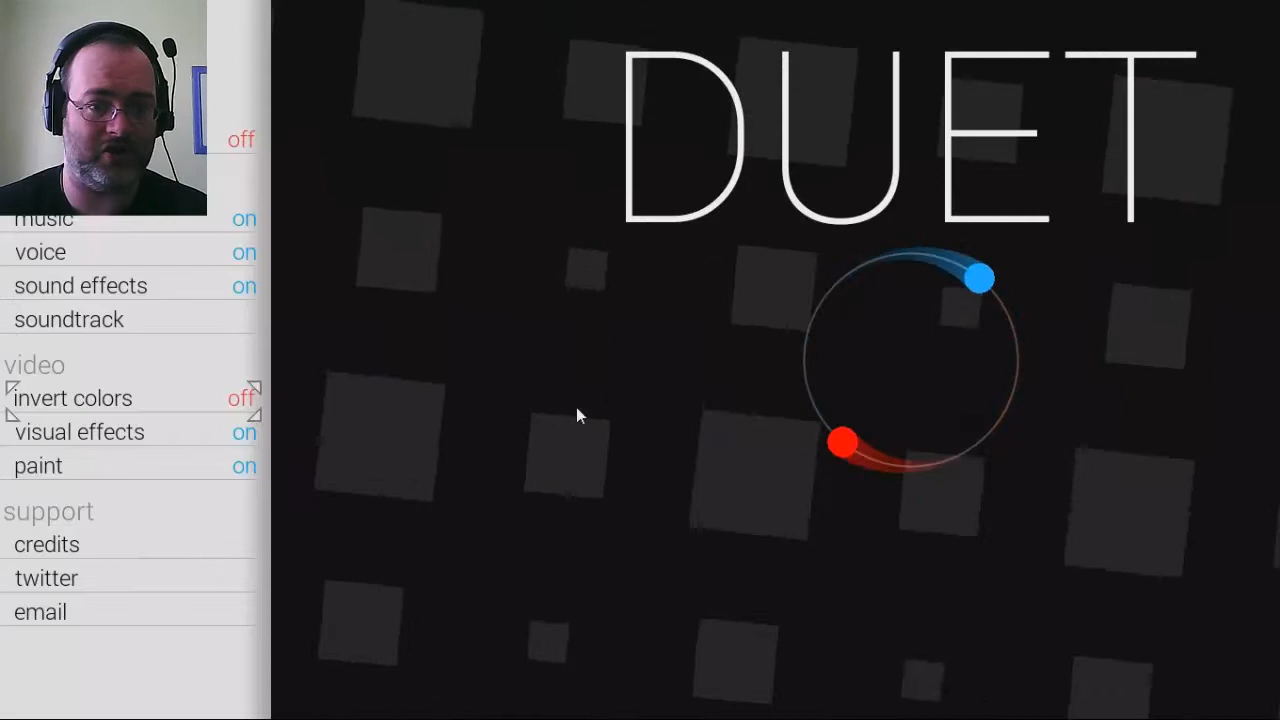 DUET
off
music on
voice on
sound effects on
soundtrack
video
invert colors off
visual effects on
paint on
support
credits
twitter
email